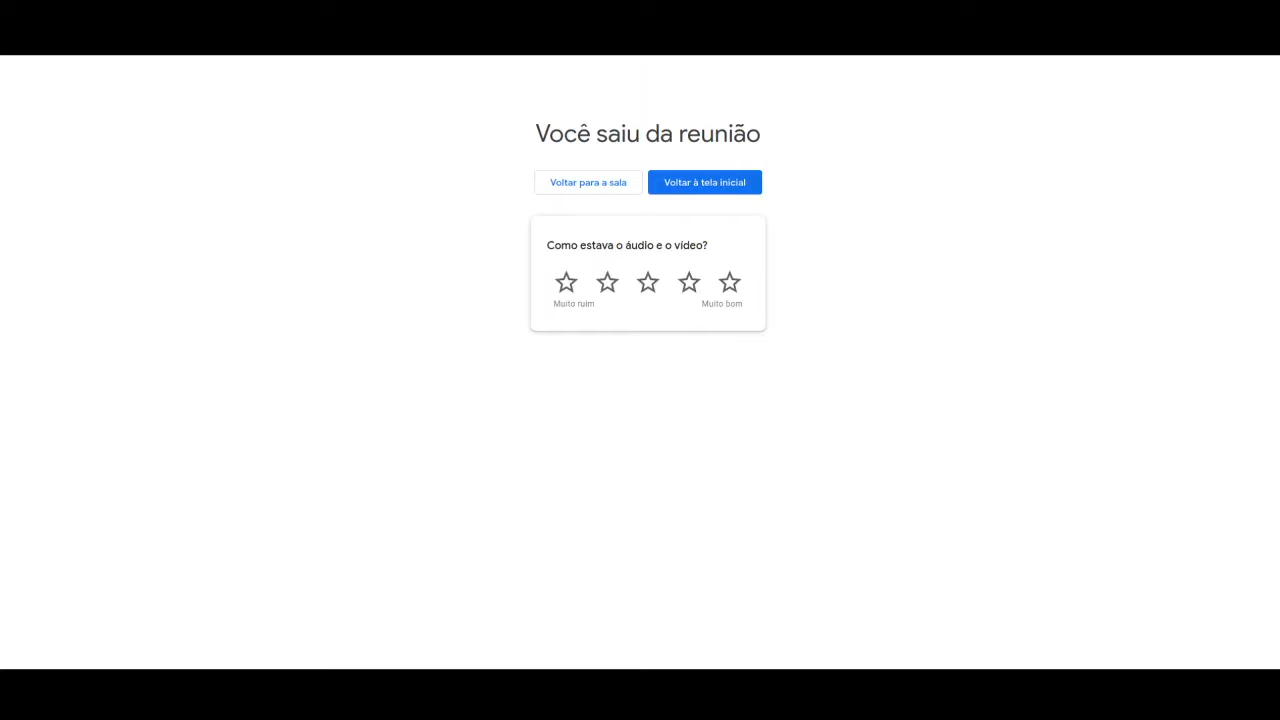 Você saiu da reunião
Voltar para a sala
Voltar à tela inicial
Como estava o áudio e o vídeo?
Muito ruim
Muito bom